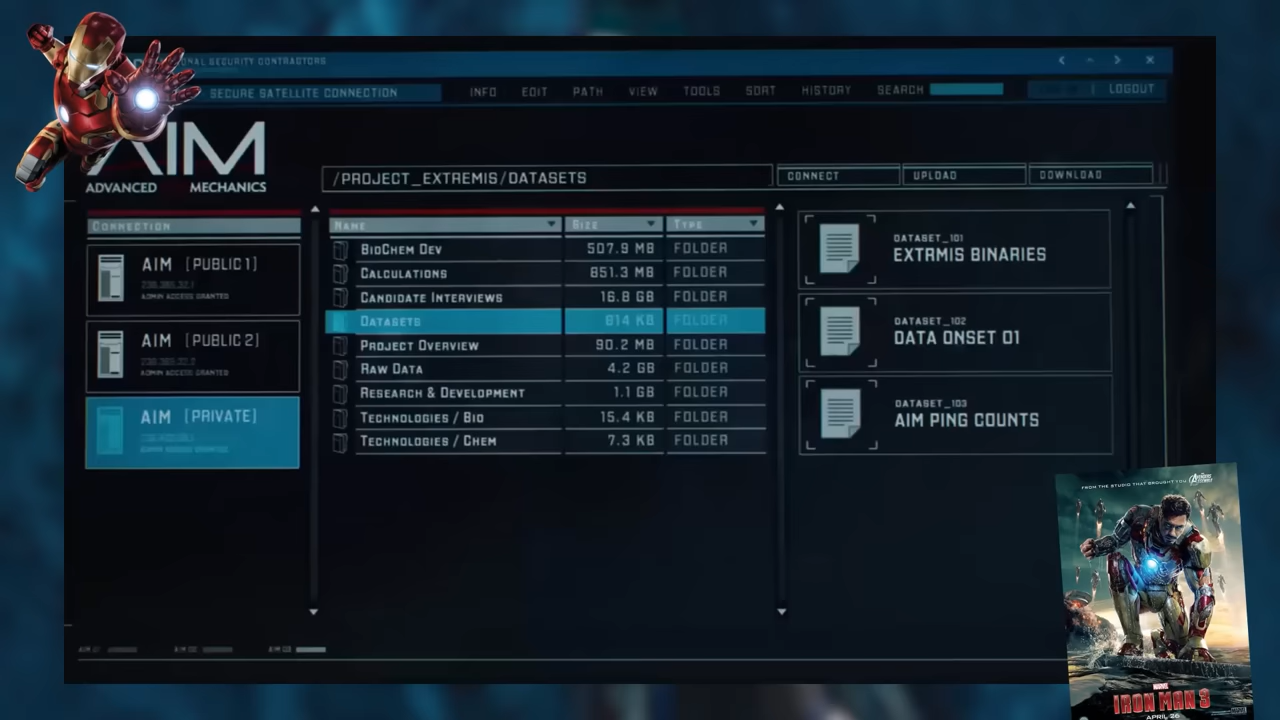 NAL SECURITY CONTRACTORS
SECURE SATELLITE CONNECTION
INFO EDIT PATH VIEW TOOLS SORT HISTORY SEARCH LOGOUT
AIM
ADVANCED MECHANICS
/PROJECT_EXTREMIS/DATASETS
CONNECT UPLOAD DOWNLOAD
CONNECTION
AIM [PUBLIC 1]
ADMIN ACCESS GRANTED
AIM [PUBLIC 2]
ADMIN ACCESS GRANTED
AIM [PRIVATE]
ADMIN ACCESS GRANTED
NAME SIZE TYPE
BIOCHEM DEV 507.9 MB FOLDER
CALCULATIONS 851.3 MB FOLDER
CANDIDATE INTERVIEWS 16.8 GB FOLDER
DATASETS 814 KB FOLDER
PROJECT OVERVIEW 90.2 MB FOLDER
RAW DATA 4.2 GB FOLDER
RESEARCH & DEVELOPMENT 1.1 GB FOLDER
TECHNOLOGIES / BIO 15.4 KB FOLDER
TECHNOLOGIES / CHEM 7.3 KB FOLDER
DATASET_101
EXTRMIS BINARIES
DATASET_102
DATA ONSET 01
DATASET_103
AIM PING COUNTS
FROM THE STUDIO THAT BROUGHT YOU
MARVEL
IRON MAN 3
APRIL 26